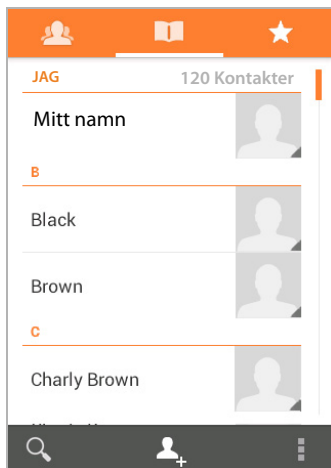 JAG 120 Kontakter
Mitt namn
B
Black
Brown
C
Charly Brown